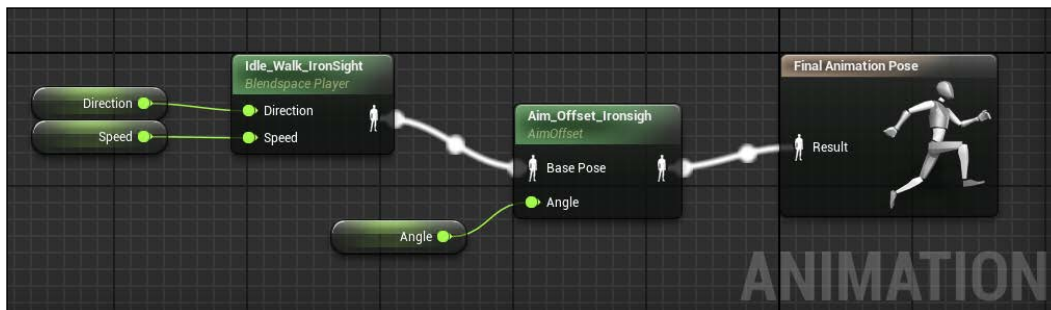 Idle_Walk_IronSight
Blendspace Player
Direction
Direction
Speed
Speed
Aim_Offset_Ironsigh
AimOffset
Base Pose
Angle
Angle
Final Animation Pose
Result
ANIMATION